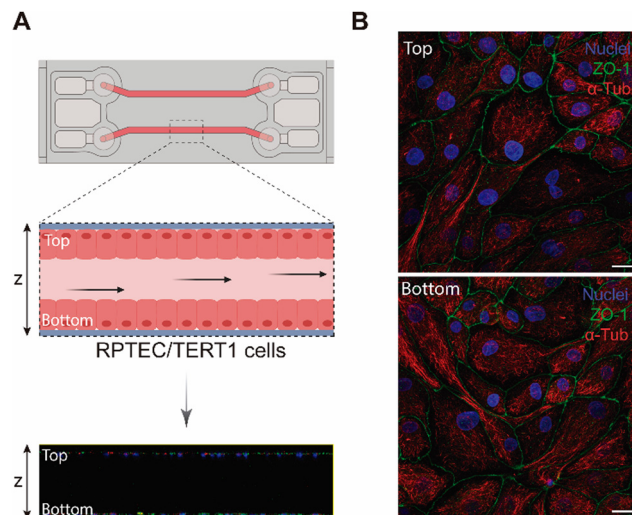 A
Top
Z
Bottom
RPTEC/TERT1 cells
Top
Z
Bottom
B
Top
Nuclei
ZO-1
α-Tub
Bottom
Nuclei
ZO-1
α-Tub